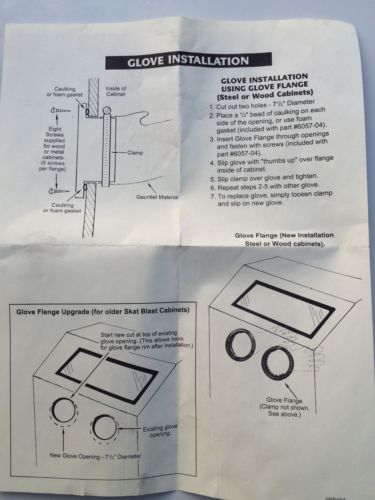 GLOVE INSTALLATION
Caulking
or foam gasket
Inside of
Cabinet
Eight
Screws
supplied
for wood
or metal
cabinets.
(8 screws
per flange)
Clamp
Gauntlet Material
Caulking
or foam gasket
GLOVE INSTALLATION
USING GLOVE FLANGE
(Steel or Wood Cabinets)
1. Cut out two holes - 7½" Diameter
2. Place a ½" bead of caulking on each
side of the opening, or use foam
gasket (included with part #6057-04).
3. Insert Glove Flange through openings
and fasten with screws (included with
part #6057-04).
4. Slip glove with "thumbs up" over flange
inside of cabinet.
5. Slip clamp over glove and tighten.
6. Repeat steps 2-5 with other glove.
7. To replace glove, simply loosen clamp
and slip on new glove.
Glove Flange (New Installation
Steel or Wood cabinets).
Glove Flange
(Clamp not shown.
See above.)
Glove Flange Upgrade (for older Skat Blast Cabinets)
Start new cut at top of existing
glove opening. (This allows room
for glove flange rim after installation.)
Existing glove
opening.
New Glove Opening - 7½" Diameter